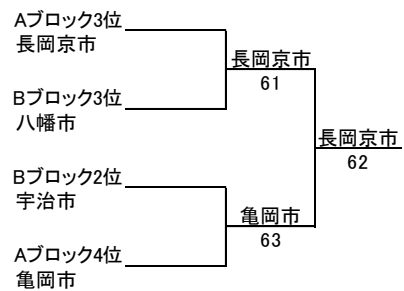 Aブロック3位
長岡京市
長岡京市
61
Bブロック3位
八幡市
長岡京市
62
Bブロック2位
宇治市
亀岡市
63
Aブロック4位
亀岡市